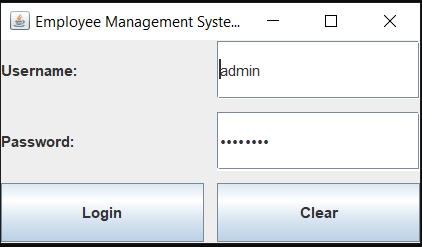 Employee Management Syste...
Username:
admin
Password:
••••••••
Login
Clear